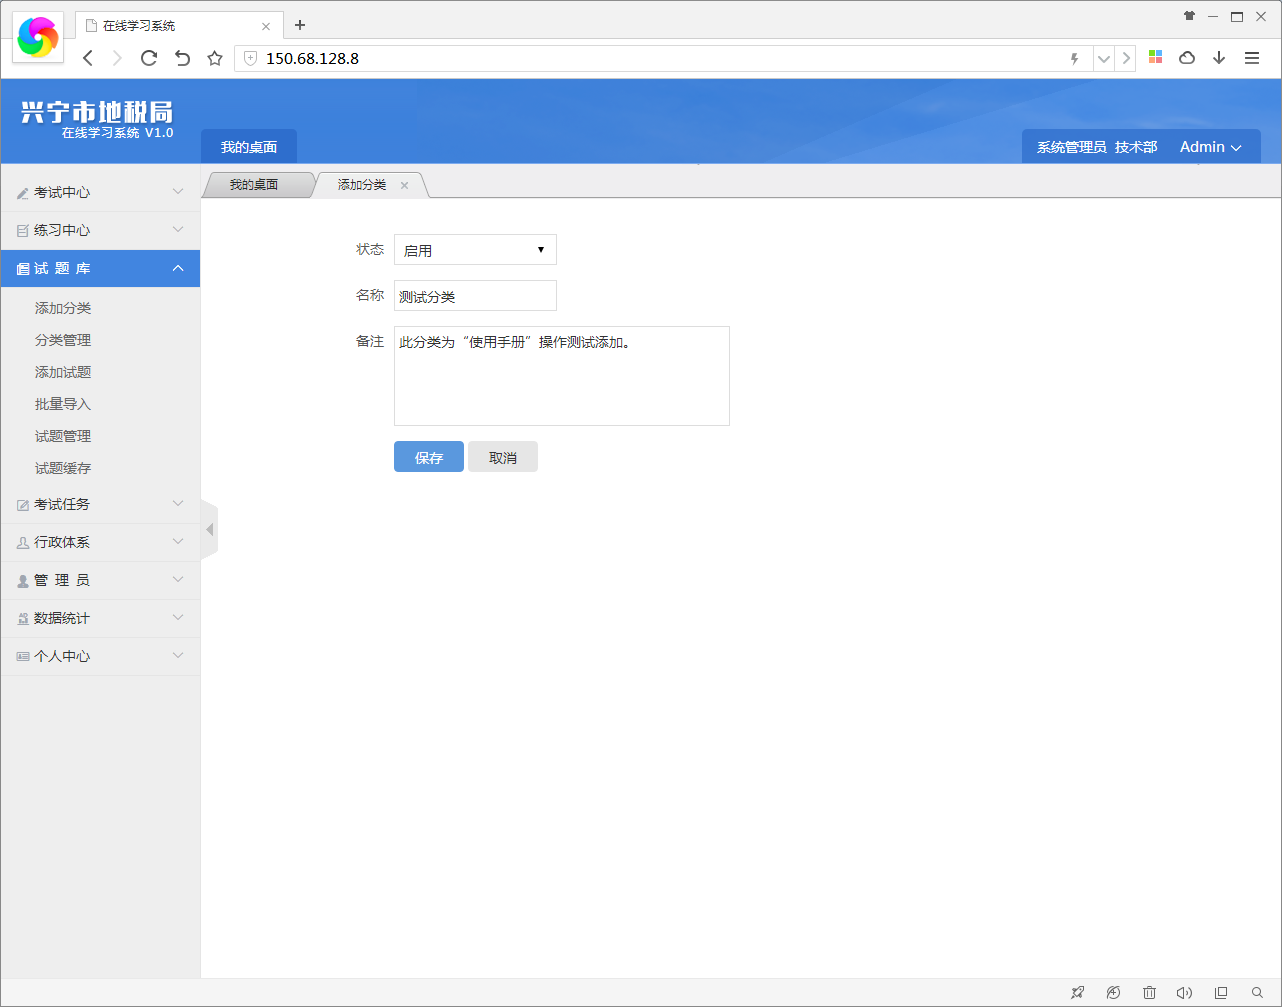 在线学习系统
150.68.128.8
兴宁市地税局
在线学习系统 V1.0
我的桌面
系统管理员 技术部 Admin
我的桌面
添加分类
考试中心
练习中心
试 题 库
添加分类
分类管理
添加试题
批量导入
试题管理
试题缓存
考试任务
行政体系
管 理 员
数据统计
个人中心
状态 启用
名称 测试分类
备注 此分类为“使用手册”操作测试添加。
保存 取消